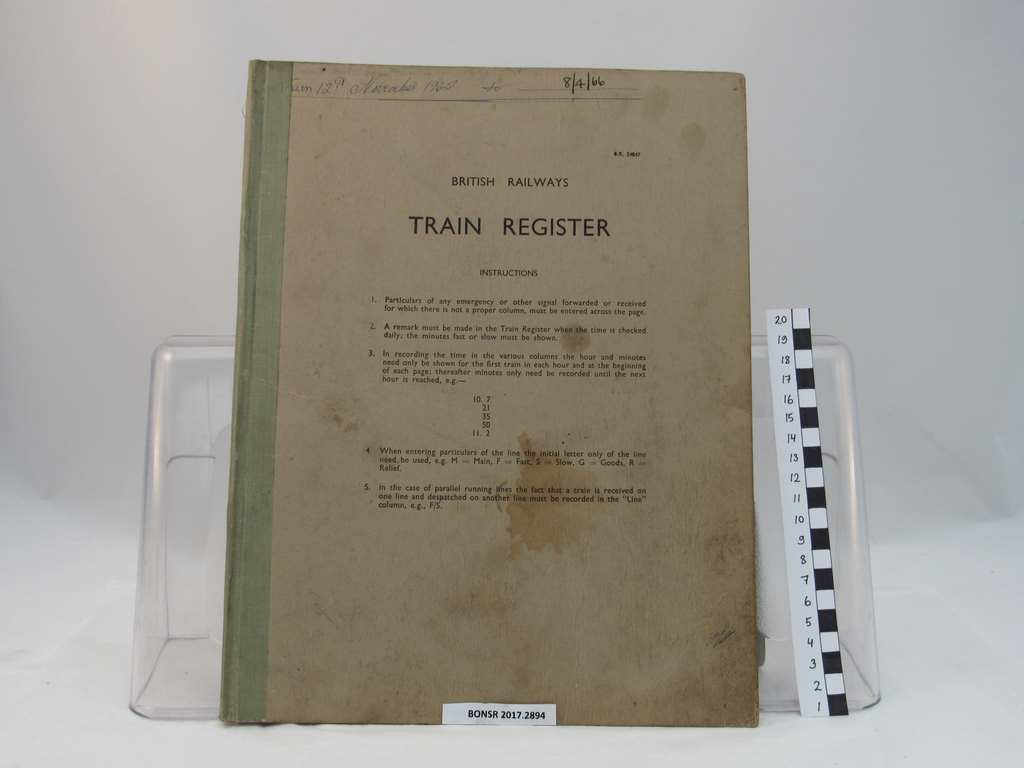 12th November to 8/4/66
B.R. 24847
BRITISH RAILWAYS
TRAIN REGISTER
INSTRUCTIONS
1. Particulars of any emergency or other signal forwarded or received
for which there is not a proper column, must be entered across the page.
2. A remark must be made in the Train Register when the time is checked
daily; the minutes fast or slow must be shown.
3. In recording the time in the various columns the hour and minutes
need only be shown for the first train in each hour and at the beginning
of each page; thereafter minutes only need be recorded until the next
hour is reached, e.g.—
10. 7
21
35
50
11. 2
4. When entering particulars of the line the initial letter only of the line
need be used, e.g. M = Main, F = Fast, S = Slow, G = Goods, R =
Relief.
5. In the case of parallel running lines the fact that a train is received on
one line and despatched on another line must be recorded in the "Line"
column, e.g., F/S.
BONSR 2017.2894
20
19
18
17
16
15
14
13
12
11
10
9
8
7
6
5
4
3
2
1